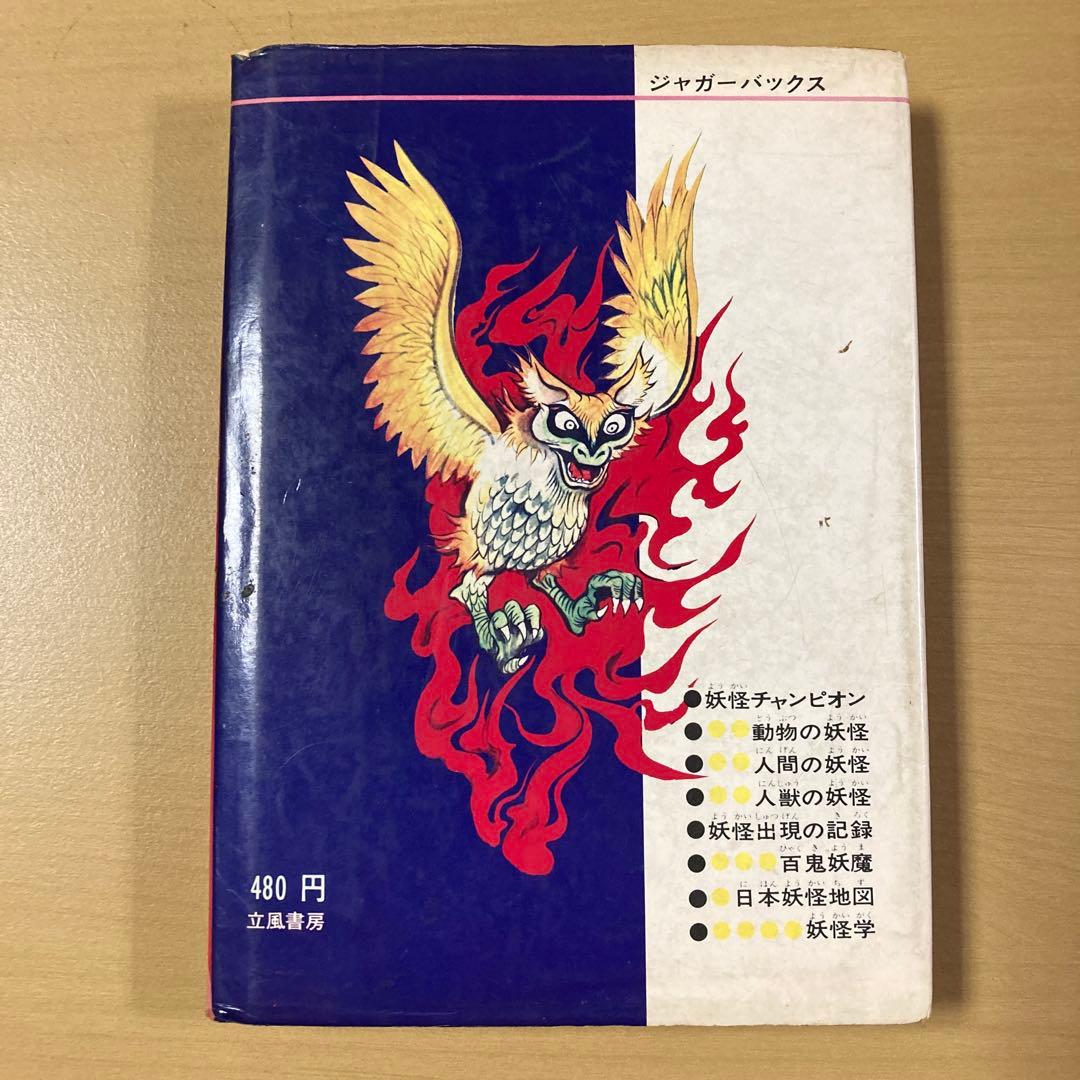 ジャガーバックス
●妖怪チャンピオン
●動物の妖怪
●人間の妖怪
●人獣の妖怪
●妖怪出現の記録
●百鬼妖魔
●日本妖怪地図
●妖怪学
480 円
立風書房